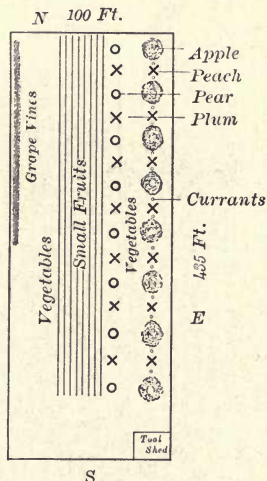 N 100 Ft.
Apple
Peach
Pear
Plum
Grape Vines
Small Fruits
Vegetables
Vegetables
Currants
435 Ft.
E
Tool
Shed
S